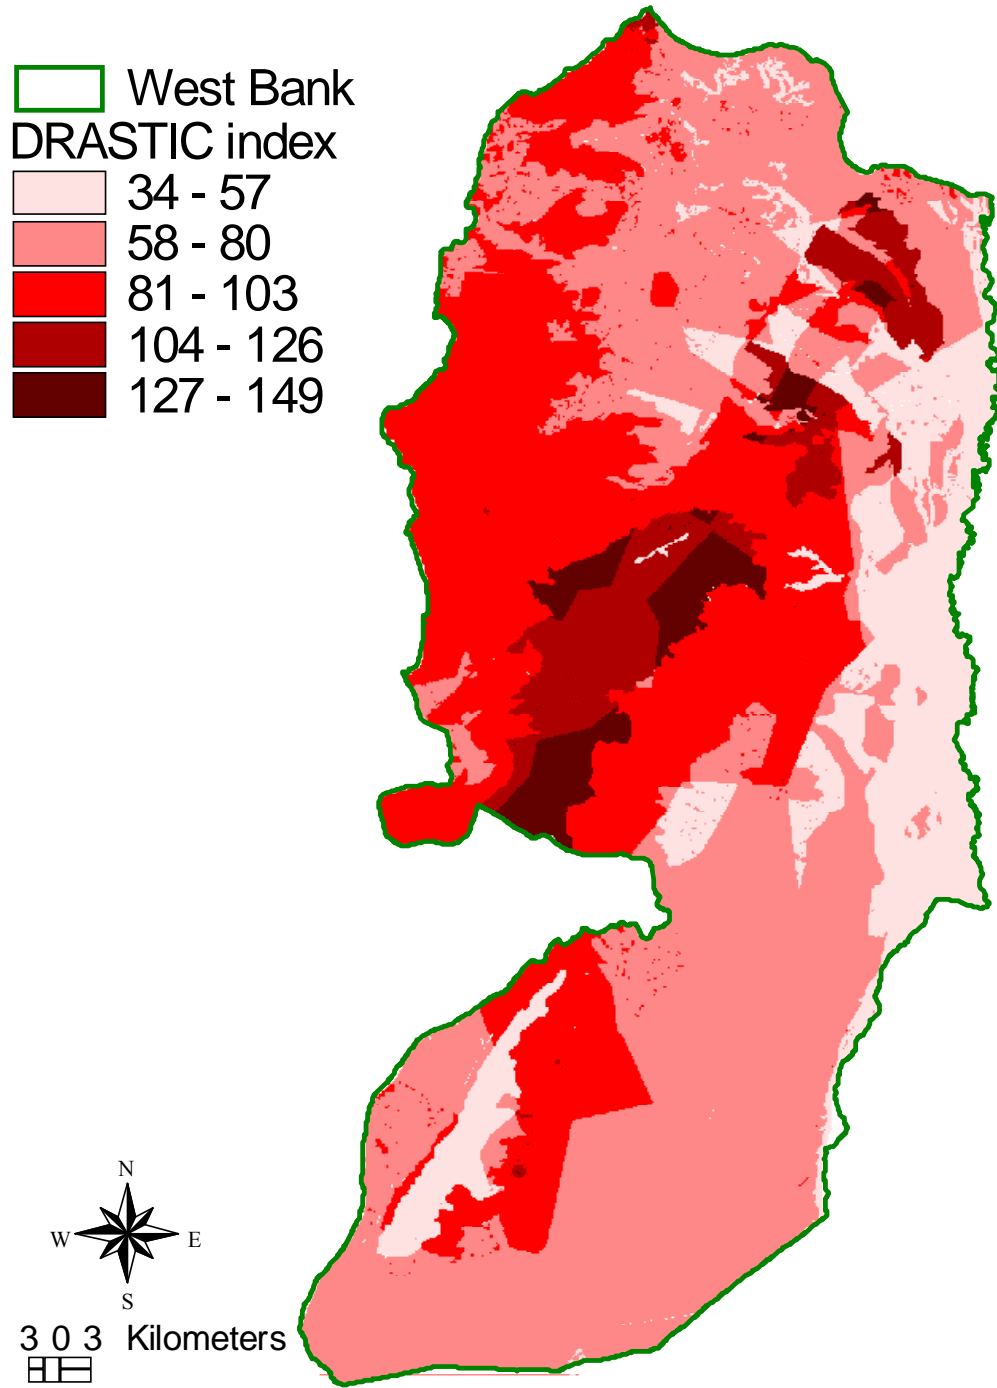 West Bank
DRASTIC index
34 - 57
58 - 80
81 - 103
104 - 126
127 - 149
N
W E
S
3 0 3 Kilometers